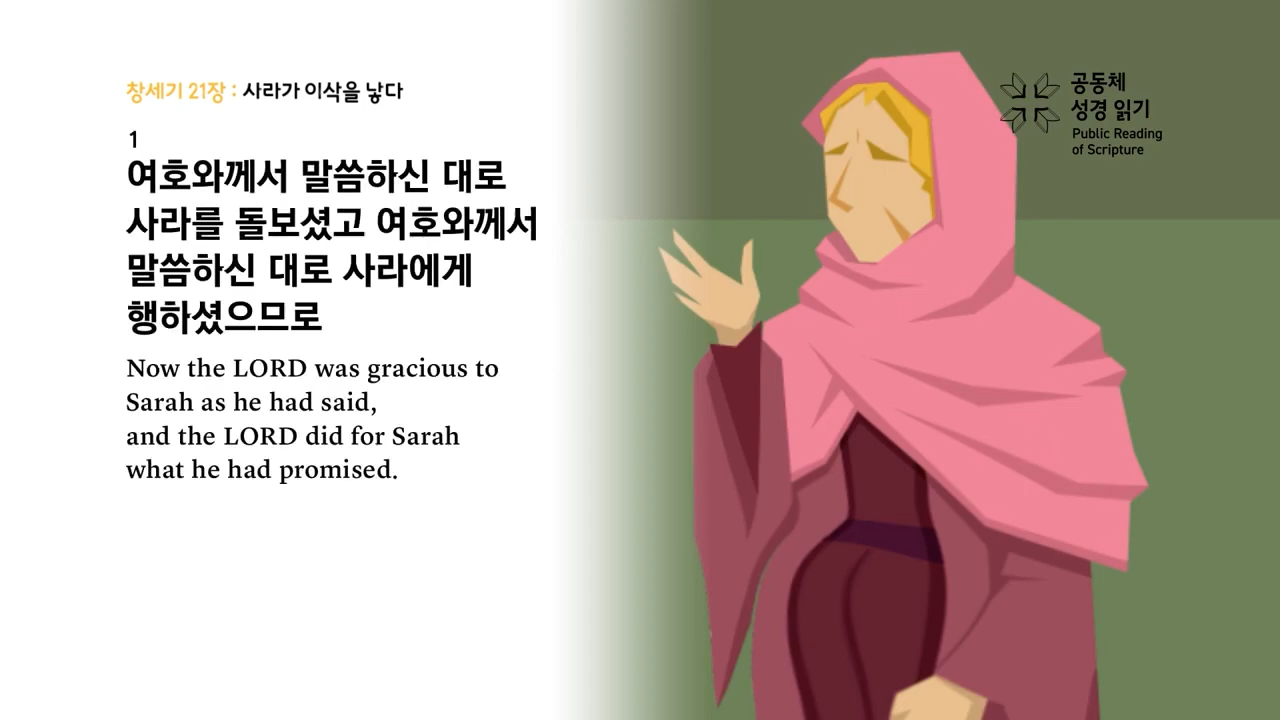 창세기 21장 : 사라가 이삭을 낳다
1
여호와께서 말씀하신 대로
사라를 돌보셨고 여호와께서
말씀하신 대로 사라에게
행하셨으므로
Now the LORD was gracious to
Sarah as he had said,
and the LORD did for Sarah
what he had promised.
공동체
성경 읽기
Public Reading
of Scripture